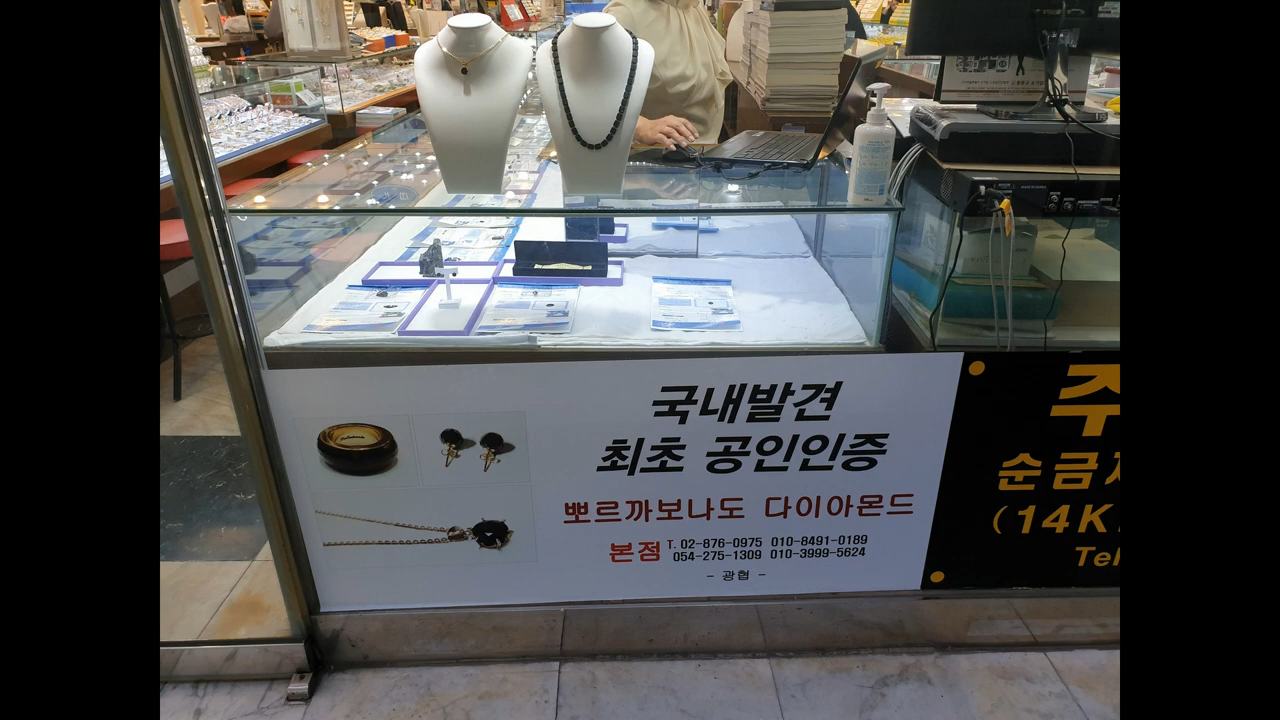 국내발견
최초 공인인증
뽀르까보나도 다이아몬드
본점 T. 02-876-0975 010-8491-0189
054-275-1309 010-3999-5624
- 광협 -
순금
(14K
Tel